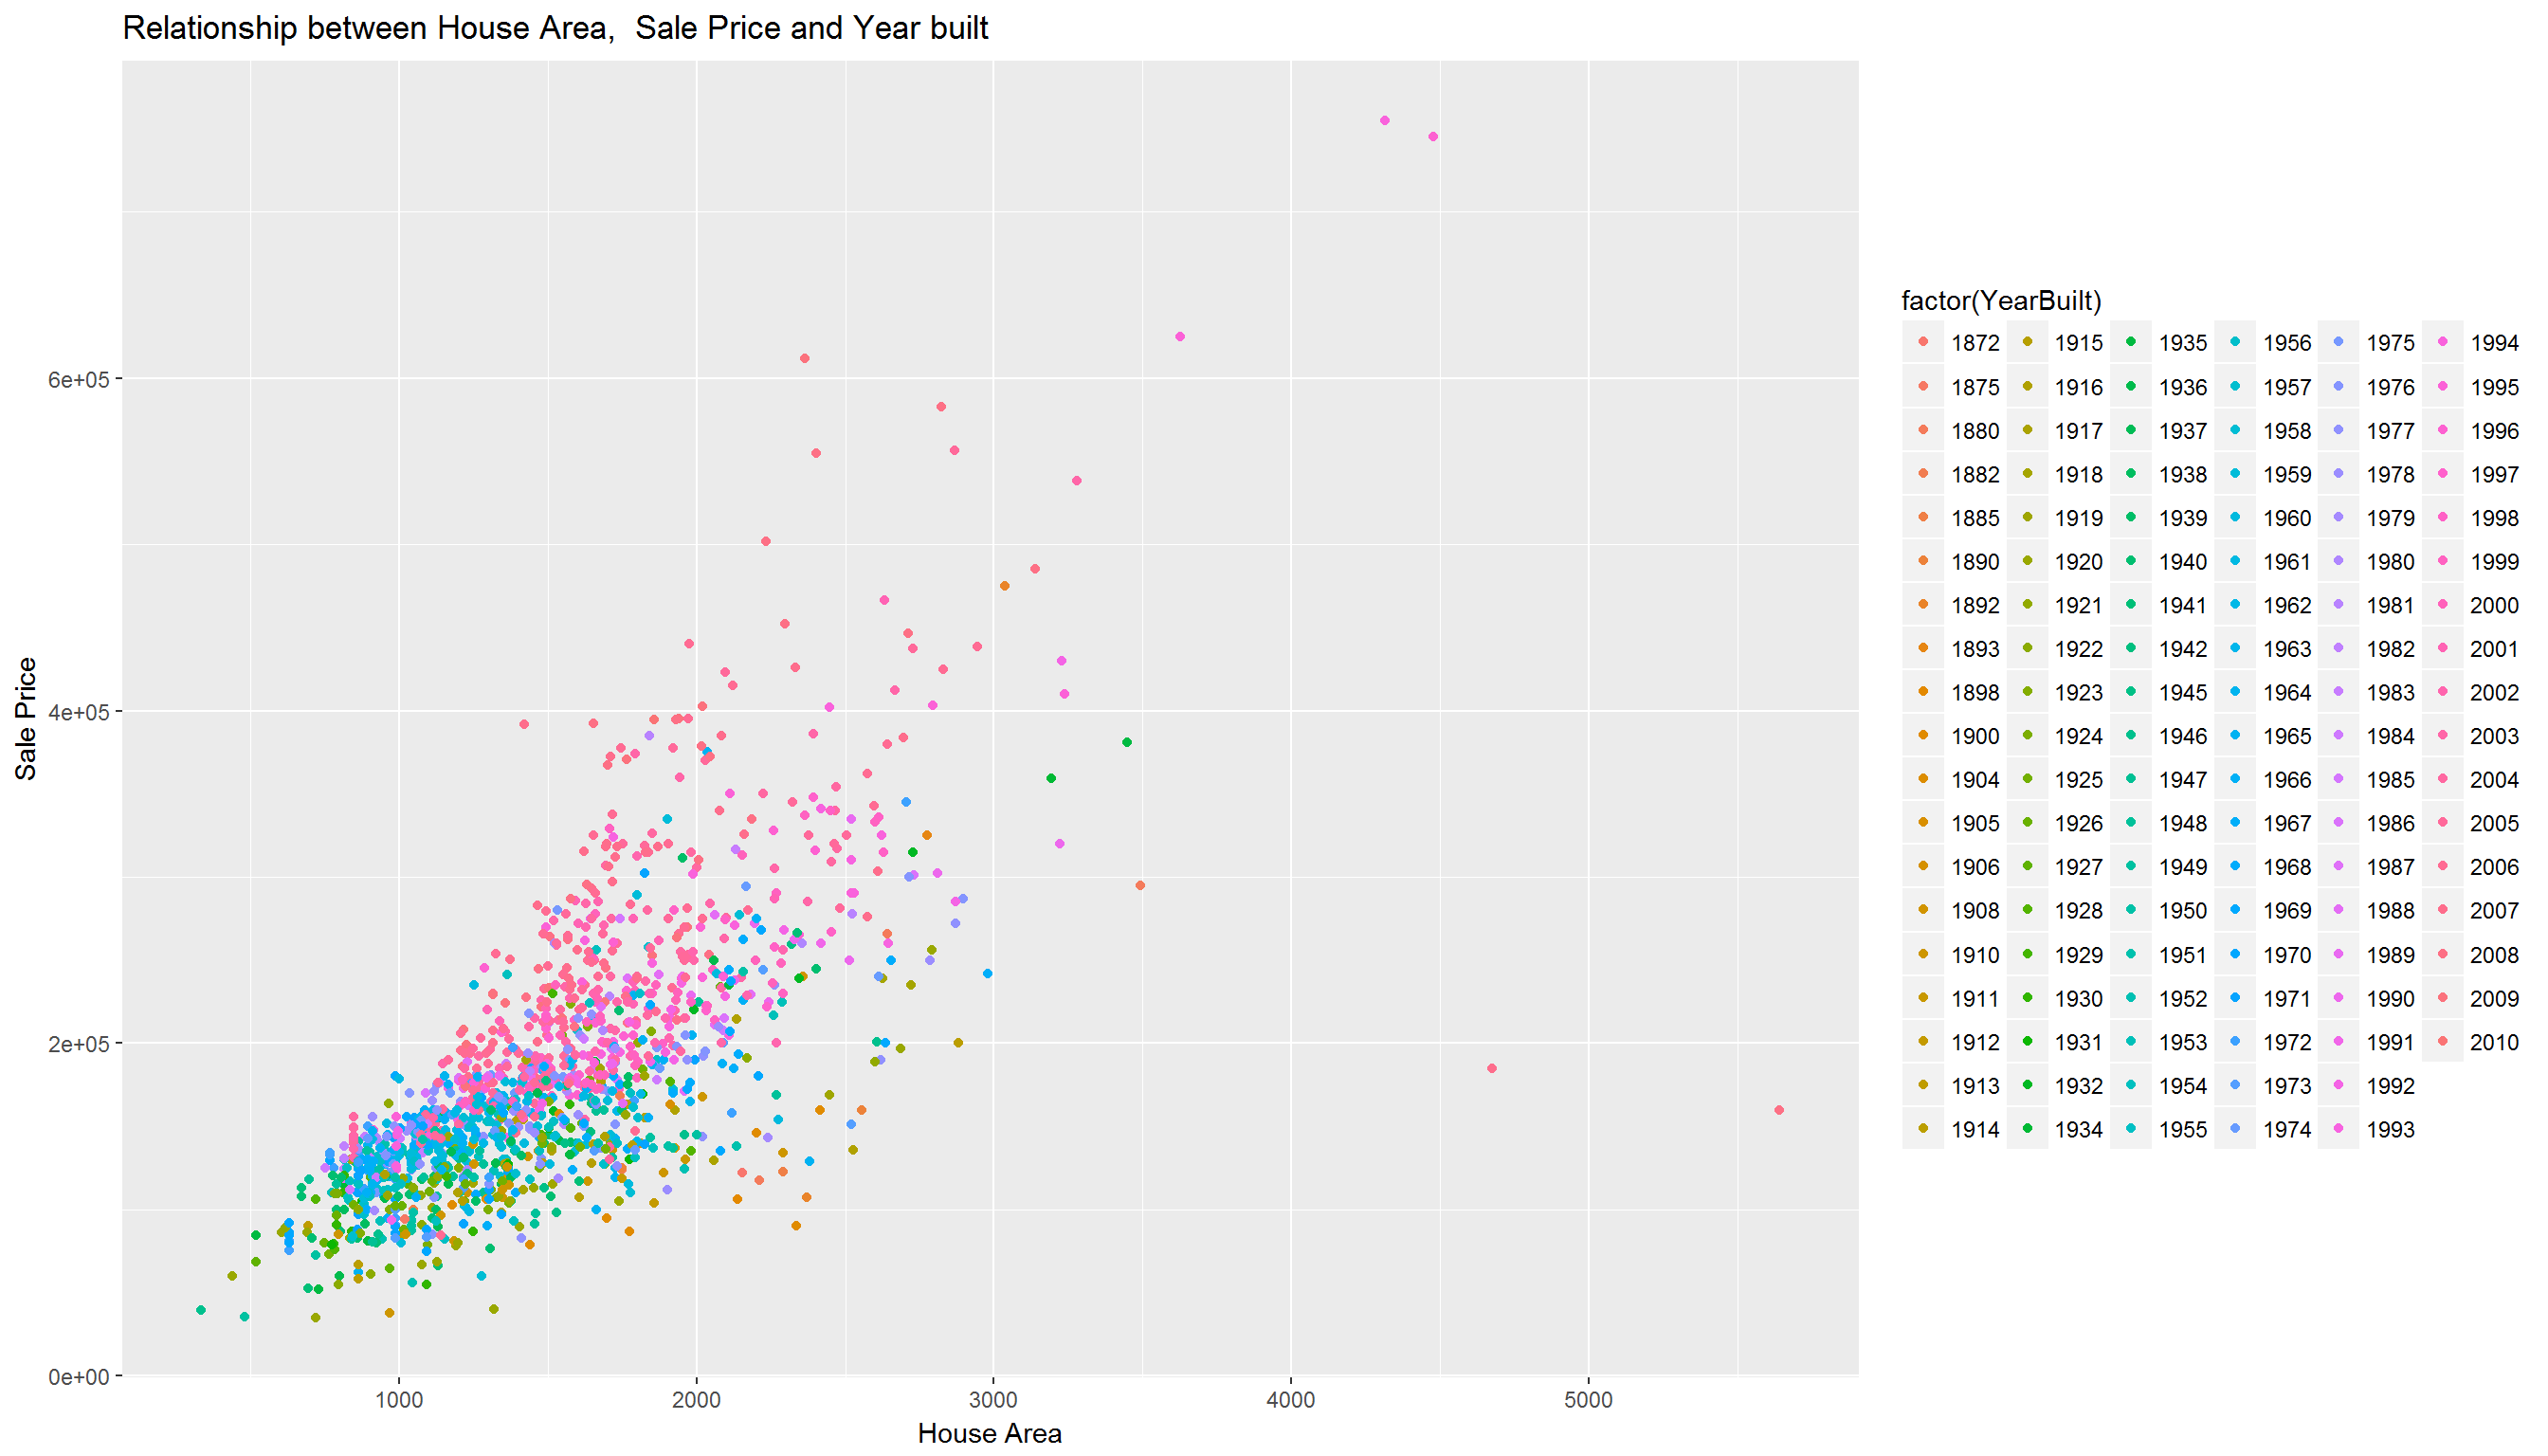 Relationship between House Area,  Sale Price and Year built
Sale Price
6e+05
4e+05
2e+05
0e+00
1000 2000 3000 4000 5000
House Area
factor(YearBuilt)
1872 1915 1935 1956 1975 1994
1875 1916 1936 1957 1976 1995
1880 1917 1937 1958 1977 1996
1882 1918 1938 1959 1978 1997
1885 1919 1939 1960 1979 1998
1890 1920 1940 1961 1980 1999
1892 1921 1941 1962 1981 2000
1893 1922 1942 1963 1982 2001
1898 1923 1945 1964 1983 2002
1900 1924 1946 1965 1984 2003
1904 1925 1947 1966 1985 2004
1905 1926 1948 1967 1986 2005
1906 1927 1949 1968 1987 2006
1908 1928 1950 1969 1988 2007
1910 1929 1951 1970 1989 2008
1911 1930 1952 1971 1990 2009
1912 1931 1953 1972 1991 2010
1913 1932 1954 1973 1992
1914 1934 1955 1974 1993